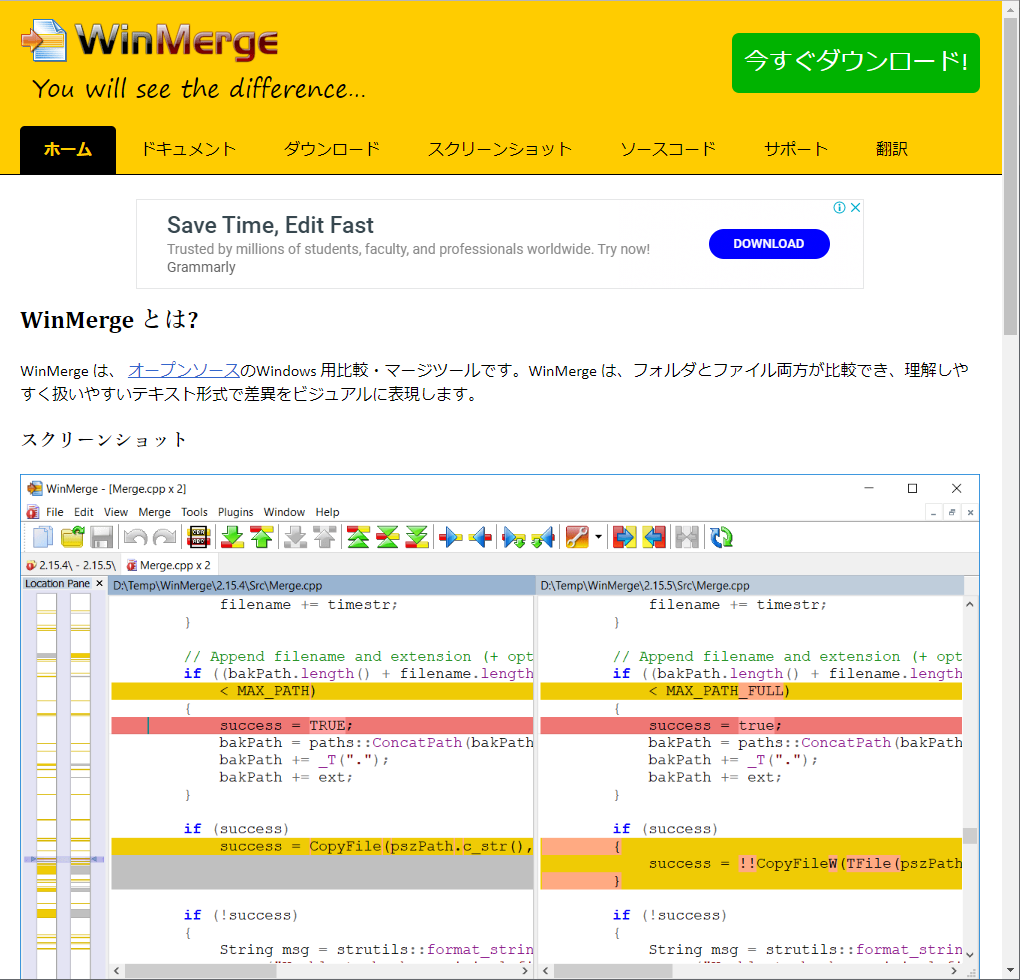 WinMerge
You will see the difference...
今すぐダウンロード!
ホーム ドキュメント ダウンロード スクリーンショット ソースコード サポート 翻訳
Save Time, Edit Fast
Trusted by millions of students, faculty, and professionals worldwide. Try now!
Grammarly
DOWNLOAD
WinMerge とは?
WinMerge は、 オープンソースのWindows 用比較・マージツールです。WinMerge は、フォルダとファイル両方が比較でき、理解しや
すく扱いやすいテキスト形式で差異をビジュアルに表現します。
スクリーンショット
WinMerge - [Merge.cpp x 2]
File Edit View Merge Tools Plugins Window Help
2.15.4\ - 2.15.5\ Merge.cpp x 2
Location Pane
D:\Temp\WinMerge\2.15.4\Src\Merge.cpp
filename += timestr;
}
// Append filename and extension (+ opt
if ((bakPath.length() + filename.length
< MAX_PATH)
{
success = TRUE;
bakPath = paths::ConcatPath(bakPath
bakPath += _T(".");
bakPath += ext;
}
if (success)
success = CopyFile(pszPath.c_str(),
if (!success)
{
String msg = strutils::format_strin
D:\Temp\WinMerge\2.15.5\Src\Merge.cpp
filename += timestr;
}
// Append filename and extension (+ opt
if ((bakPath.length() + filename.length
< MAX_PATH_FULL)
{
success = true;
bakPath = paths::ConcatPath(bakPath
bakPath += _T(".");
bakPath += ext;
}
if (success)
{
success = !!CopyFileW(TFile(pszPath
}
if (!success)
{
String msg = strutils::format_strin